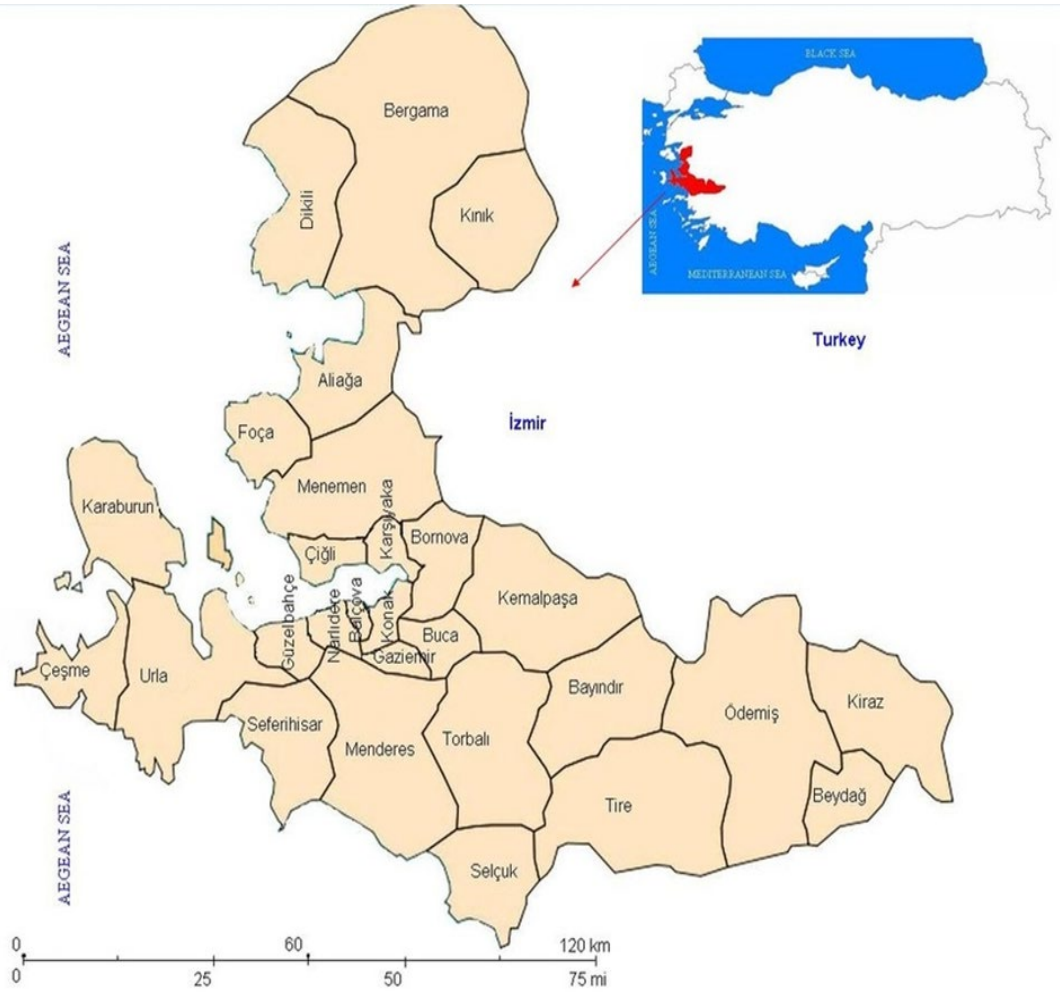 BLACK SEA
AEGEAN SEA
MEDITERRANEAN SEA
Turkey
İzmir
AEGEAN SEA
AEGEAN SEA
Bergama
Dikili
Kınık
Aliağa
Foça
Menemen
Karaburun
Karşıyaka
Bornova
Çiğli
Güzelbahçe
Narlıdere
Balçova
Konak
Kemalpaşa
Buca
Gaziemir
Çeşme
Urla
Seferihisar
Menderes
Torbalı
Bayındır
Ödemiş
Kiraz
Tire
Beydağ
Selçuk
0 60 120 km
0 25 50 75 mi